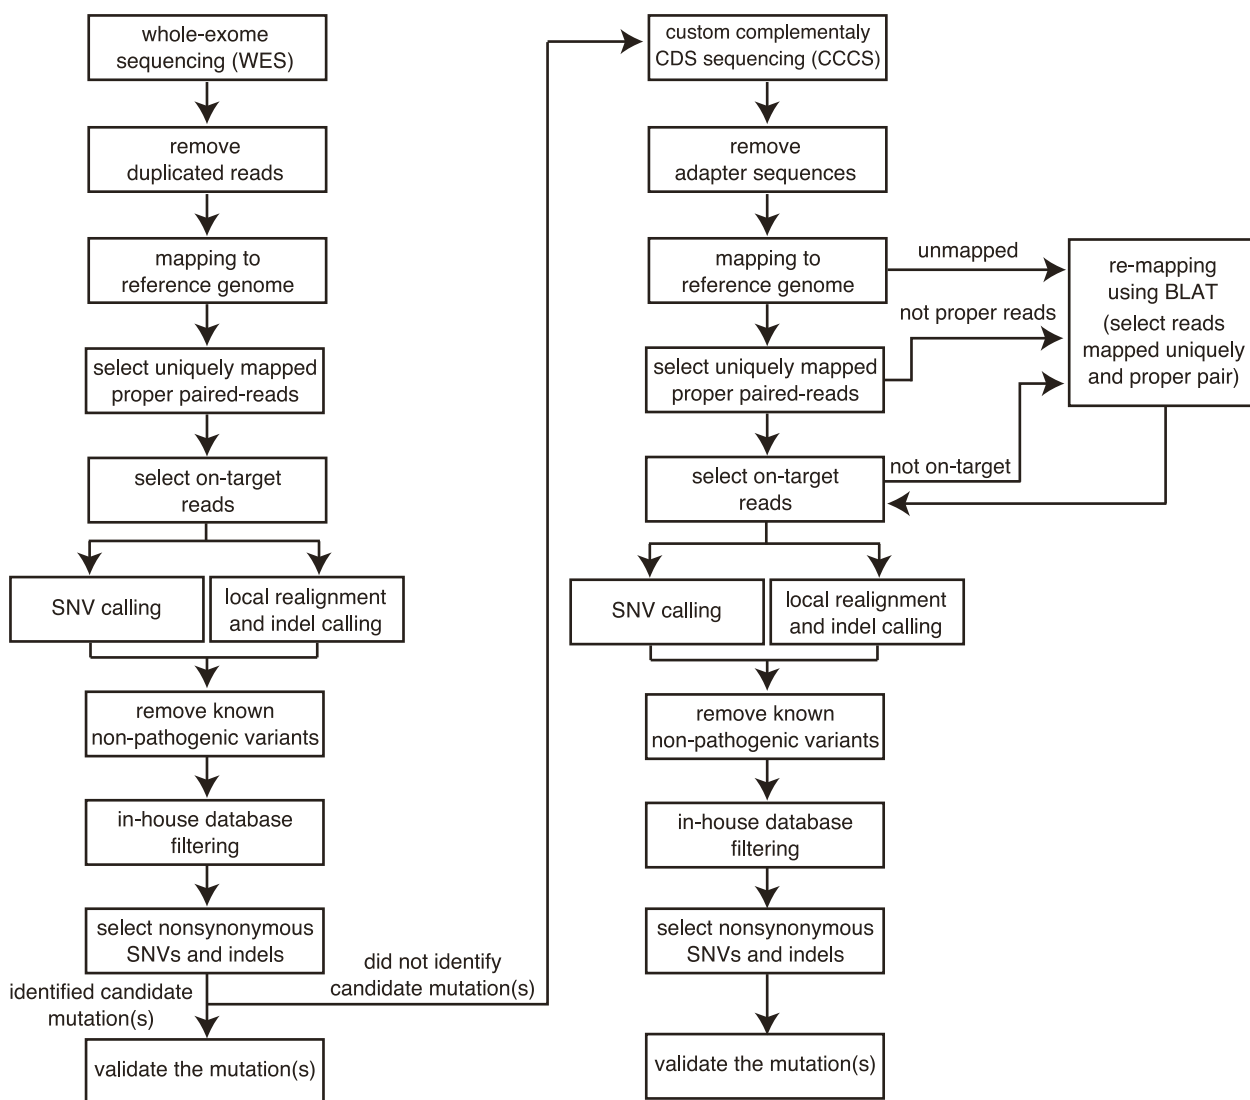 whole-exome
sequencing (WES)
remove
duplicated reads
mapping to
reference genome
select uniquely mapped
proper paired-reads
select on-target
reads
SNV calling
local realignment
and indel calling
remove known
non-pathogenic variants
in-house database
filtering
select nonsynonymous
SNVs and indels
identified candidate
mutation(s)
did not identify
candidate mutation(s)
validate the mutation(s)
custom complementaly
CDS sequencing (CCCS)
remove
adapter sequences
mapping to
reference genome
unmapped
select uniquely mapped
proper paired-reads
not proper reads
re-mapping
using BLAT
(select reads
mapped uniquely
and proper pair)
select on-target
reads
not on-target
SNV calling
local realignment
and indel calling
remove known
non-pathogenic variants
in-house database
filtering
select nonsynonymous
SNVs and indels
validate the mutation(s)